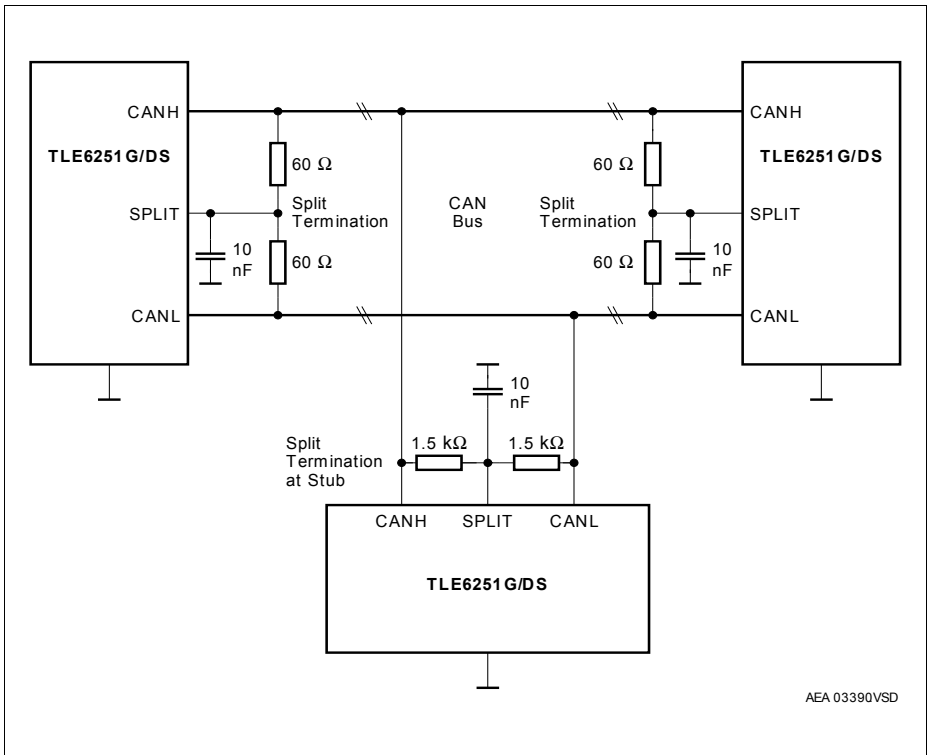 CANH
TLE6251G/DS
SPLIT
CANL
60 Ω
Split
Termination
10
nF
60 Ω
CAN
Bus
60 Ω
Split
Termination
10
nF
60 Ω
CANH
TLE6251G/DS
SPLIT
CANL
10
nF
Split
Termination
at Stub
1.5 kΩ
1.5 kΩ
CANH
SPLIT
CANL
TLE6251G/DS
AEA 03390.VSD